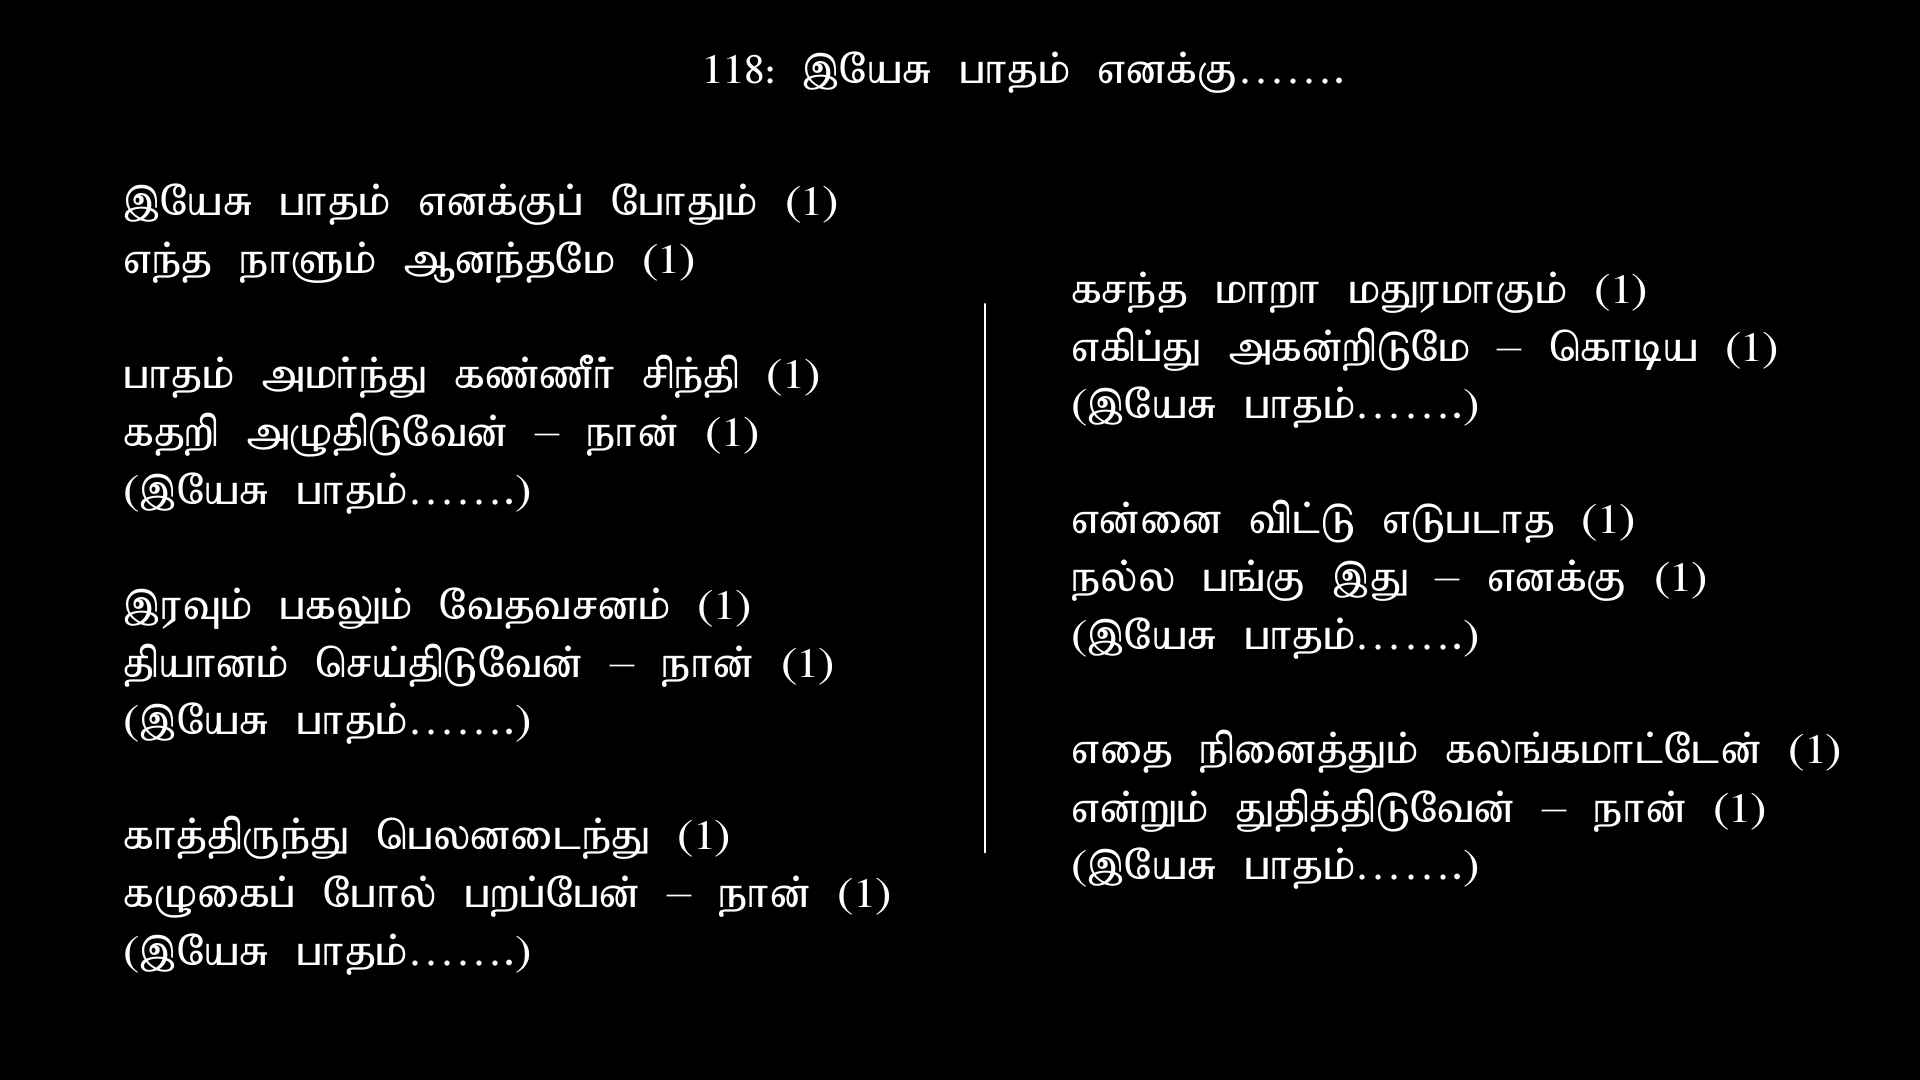 118: இயேசு பாதம் எனக்கு.......
இயேசு பாதம் எனக்குப் போதும் (1)
எந்த நாளும் ஆனந்தமே (1)
பாதம் அமர்ந்து கண்ணீர் சிந்தி (1)
கதறி அழுதிடுவேன் – நான் (1)
(இயேசு பாதம்.......)
இரவும் பகலும் வேதவசனம் (1)
தியானம் செய்திடுவேன் – நான் (1)
(இயேசு பாதம்.......)
காத்திருந்து பெலனடைந்து (1)
கழுகைப் போல் பறப்பேன் – நான் (1)
(இயேசு பாதம்.......)
கசந்த மாறா மதுரமாகும் (1)
எகிப்து அகன்றிடுமே – கொடிய (1)
(இயேசு பாதம்.......)
என்னை விட்டு எடுபடாத (1)
நல்ல பங்கு இது – எனக்கு (1)
(இயேசு பாதம்.......)
எதை நினைத்தும் கலங்கமாட்டேன் (1)
என்றும் துதித்திடுவேன் – நான் (1)
(இயேசு பாதம்.......)